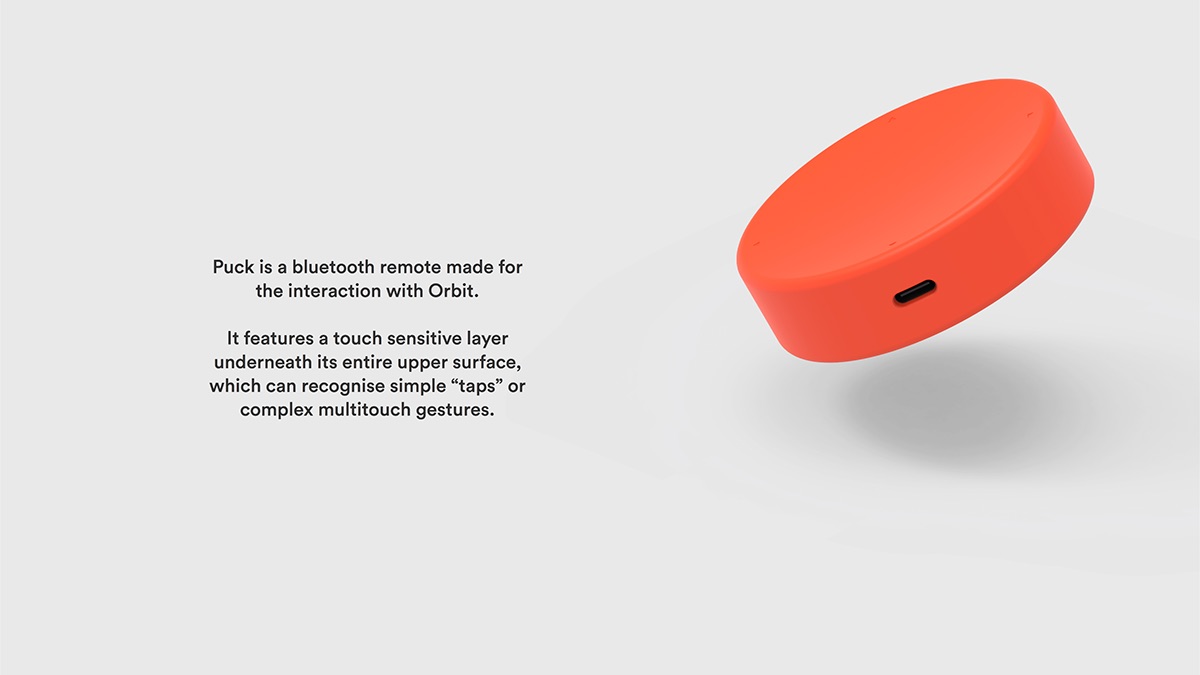 Puck is a bluetooth remote made for
the interaction with Orbit.
It features a touch sensitive layer
underneath its entire upper surface,
which can recognise simple “taps” or
complex multitouch gestures.